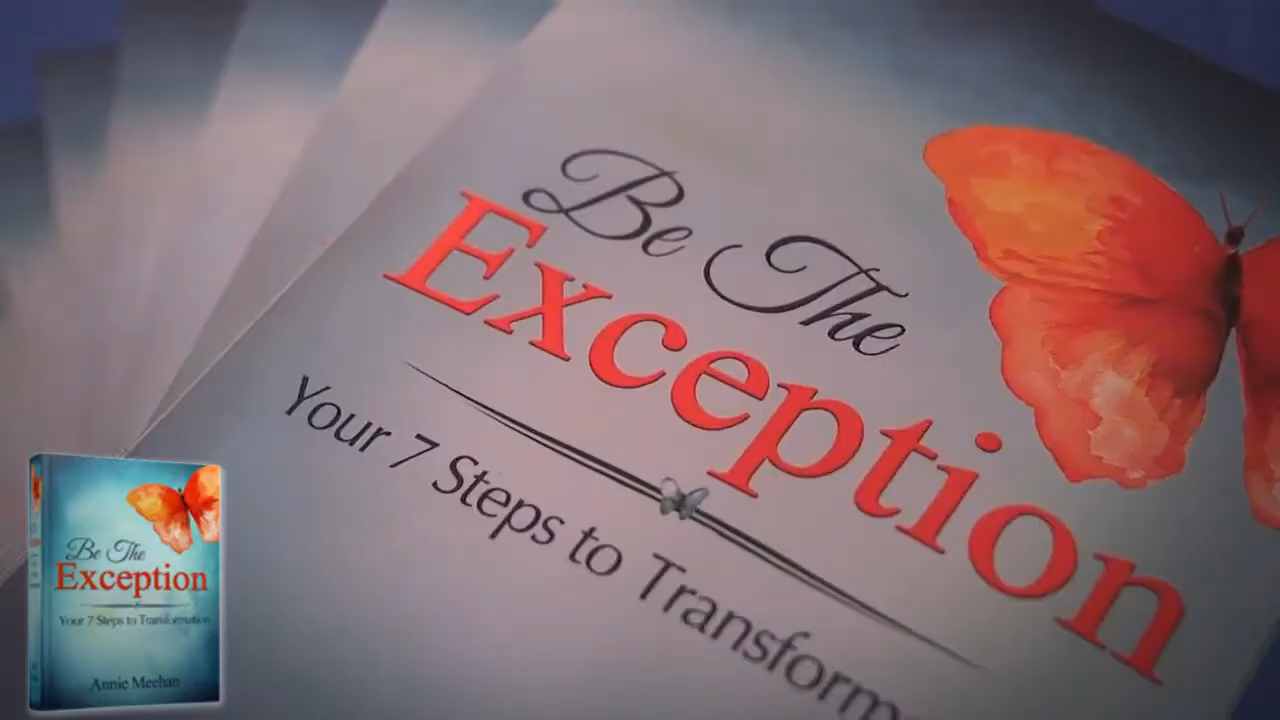 Be The
Exception
Your 7 Steps to Transform
Be The
Exception
Your 7 Steps to Transformation
Annie Meehan